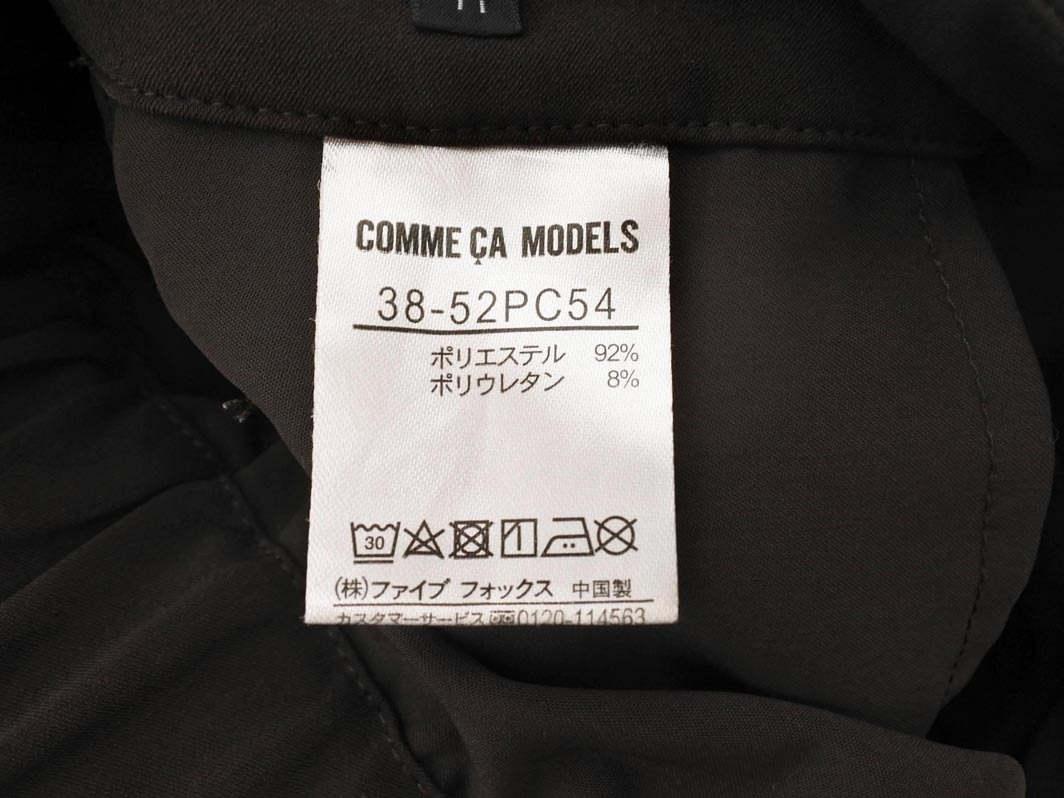 COMME ÇA MODELS
38-52PC54
ポリエステル 92%
ポリウレタン 8%
30
(株)ファイブ フォックス 中国製
カスタマーサービス 0120-114563